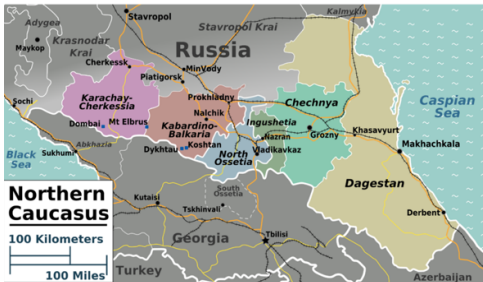 Adygea
Maykop
Krasnodar
Krai
Stavropol
Stavropol Krai
Kalmykia
Russia
Cherkessk
MinVody
Piatigorsk
Karachay-
Cherkessia
Prokhladny
Nalchik
Kabardino-
Balkaria
Chechnya
Ingushetia
Caspian
Sea
Sochi
Dombai
Mt Elbrus
Nazran
Grozny
Khasavyurt
Makhachkala
Abkhazia
Dykhtau
Koshtan
North
Ossetia
Vladikavkaz
Black
Sea
Sukhumi
Dagestan
Northern
Caucasus
Kutaisi
South
Ossetia
Tskhinvali
Derbent
100 Kilometers
100 Miles
Georgia
Tbilisi
Turkey
Azerbaijan